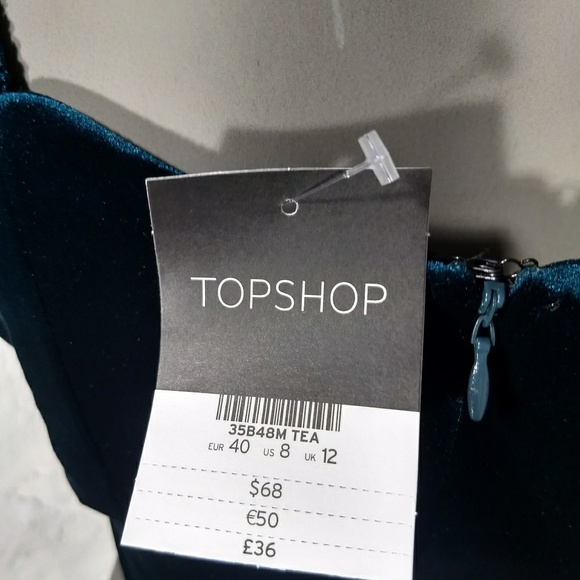 TOPSHOP
35B48M TEA
EUR 40 US 8 UK 12
$68
€50
£36